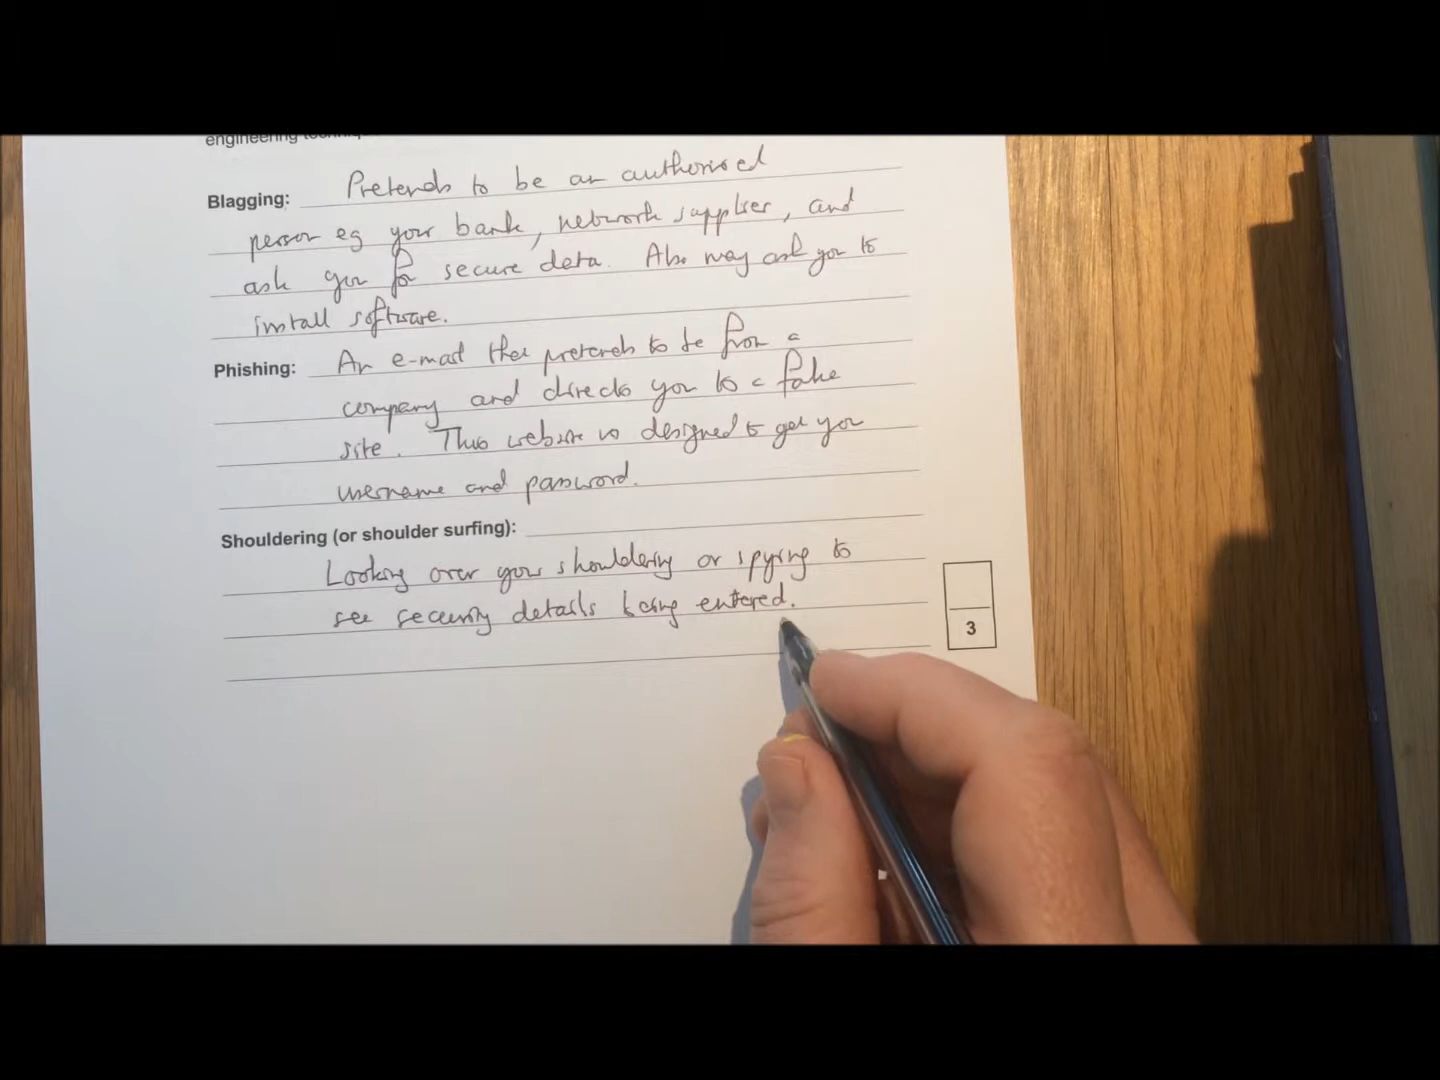 engineering
Blagging: Pretends to be an authorised
person eg your bank, network supplier, and
ask you for secure data. Also may ask you to
install software.
Phishing: An e-mail that pretends to be from a
company and directs you to a fake
site. This website is designed to get your
username and password.
Shouldering (or shoulder surfing):
Looking over your shouldering or spying to
see security details being entered.
3